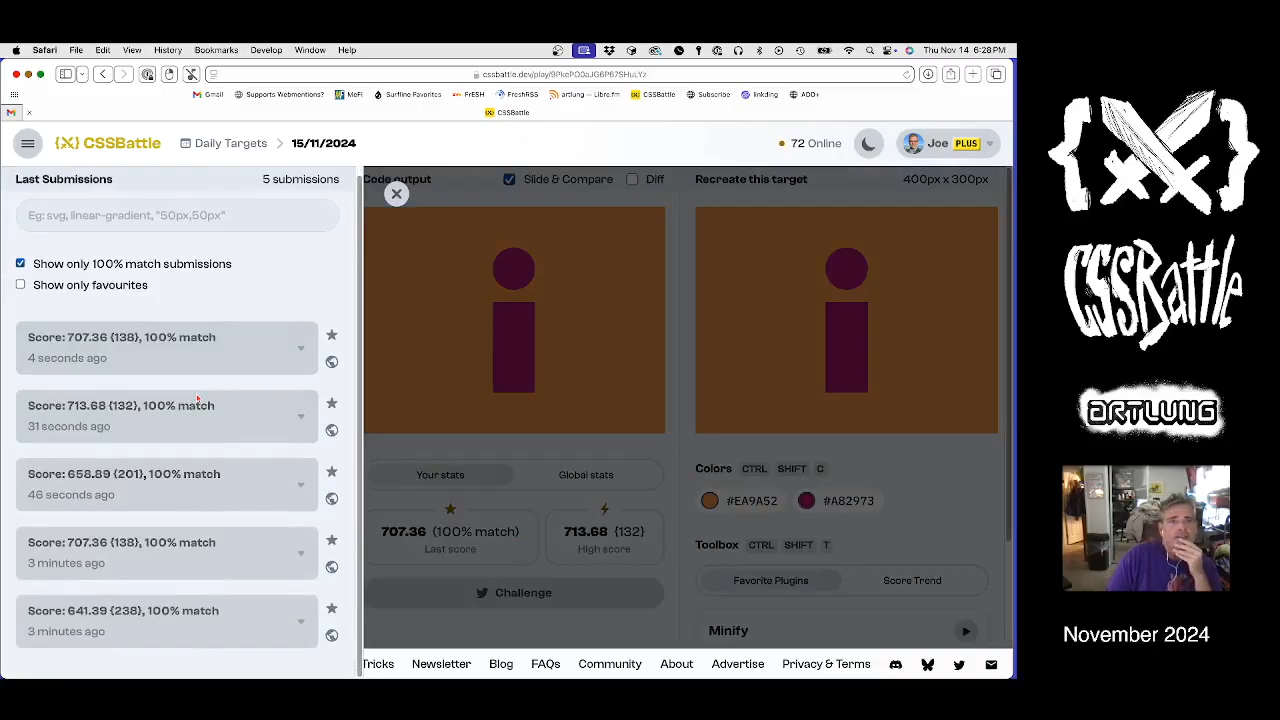 Safari File Edit View History Bookmarks Develop Window Help Thu Nov 14 6:28 PM
cssbattle.dev/play/9PkePO0aJG6P67SHuLYz
Gmail Supports Webmentions? MeFi Surfline Favorites FrESH FreshRSS artlung — Libre.fm CSSBattle Subscribe linkding ADD+
CSSBattle
{X} CSSBattle Daily Targets > 15/11/2024 72 Online Joe PLUS
Last Submissions 5 submissions
Code output Slide & Compare Diff
Recreate this target 400px x 300px
Eg: svg, linear-gradient, "50px,50px"
Show only 100% match submissions
Show only favourites
Score: 707.36 {138}, 100% match
4 seconds ago
Score: 713.68 {132}, 100% match
31 seconds ago
Score: 658.89 {201}, 100% match
46 seconds ago
Score: 707.36 {138}, 100% match
3 minutes ago
Score: 641.39 {238}, 100% match
3 minutes ago
Your stats Global stats
707.36 (100% match)
Last score
713.68 {132}
High score
Challenge
Colors CTRL SHIFT C
#EA9A52 #A82973
Toolbox CTRL SHIFT T
Favorite Plugins Score Trend
Minify
Tricks Newsletter Blog FAQs Community About Advertise Privacy & Terms
{X}
CSSBattle
ARTLUNG
November 2024